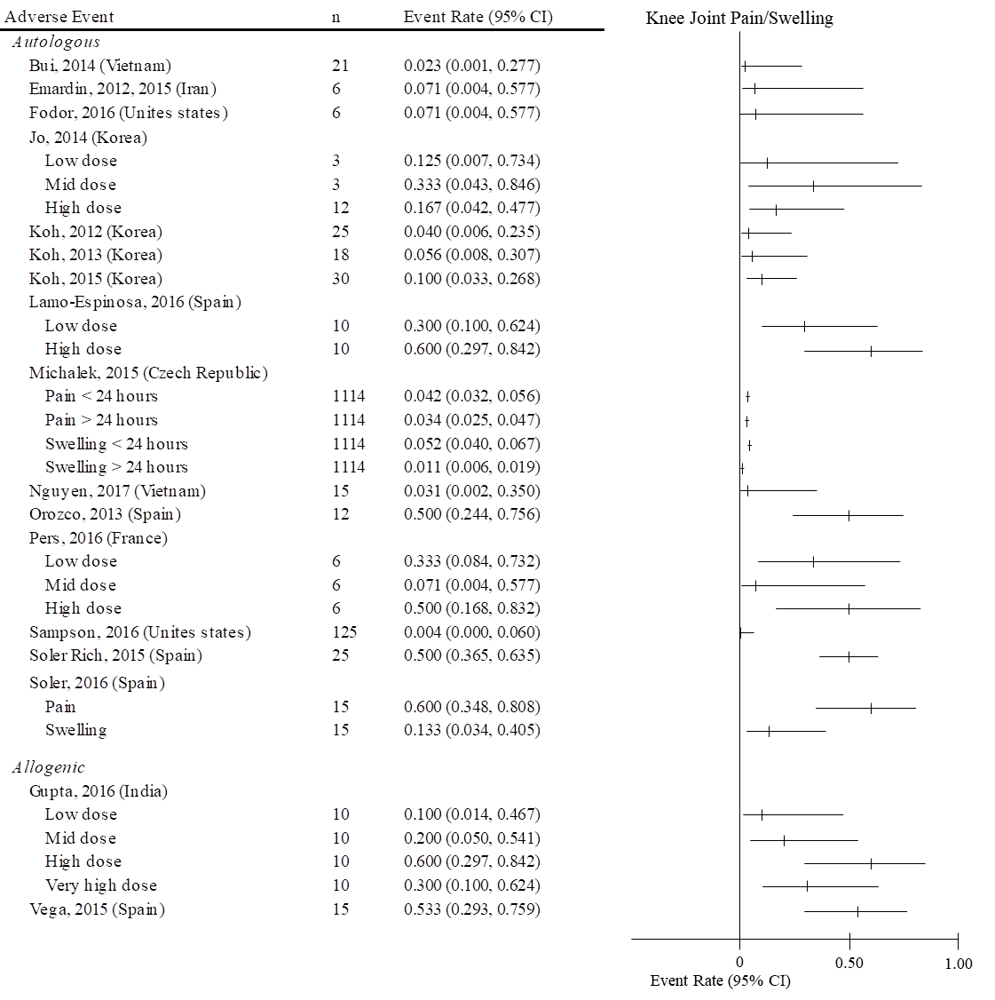 Adverse Event n Event Rate (95% CI) Knee Joint Pain/Swelling
Autologous
Bui, 2014 (Vietnam) 21 0.023 (0.001, 0.277)
Emardin, 2012, 2015 (Iran) 6 0.071 (0.004, 0.577)
Fodor, 2016 (Unites states) 6 0.071 (0.004, 0.577)
Jo, 2014 (Korea)
Low dose 3 0.125 (0.007, 0.734)
Mid dose 3 0.333 (0.043, 0.846)
High dose 12 0.167 (0.042, 0.477)
Koh, 2012 (Korea) 25 0.040 (0.006, 0.235)
Koh, 2013 (Korea) 18 0.056 (0.008, 0.307)
Koh, 2015 (Korea) 30 0.100 (0.033, 0.268)
Lamo-Espinosa, 2016 (Spain)
Low dose 10 0.300 (0.100, 0.624)
High dose 10 0.600 (0.297, 0.842)
Michalek, 2015 (Czech Republic)
Pain < 24 hours 1114 0.042 (0.032, 0.056)
Pain > 24 hours 1114 0.034 (0.025, 0.047)
Swelling < 24 hours 1114 0.052 (0.040, 0.067)
Swelling > 24 hours 1114 0.011 (0.006, 0.019)
Nguyen, 2017 (Vietnam) 15 0.031 (0.002, 0.350)
Orozco, 2013 (Spain) 12 0.500 (0.244, 0.756)
Pers, 2016 (France)
Low dose 6 0.333 (0.084, 0.732)
Mid dose 6 0.071 (0.004, 0.577)
High dose 6 0.500 (0.168, 0.832)
Sampson, 2016 (Unites states) 125 0.004 (0.000, 0.060)
Soler Rich, 2015 (Spain) 25 0.500 (0.365, 0.635)
Soler, 2016 (Spain)
Pain 15 0.600 (0.348, 0.808)
Swelling 15 0.133 (0.034, 0.405)
Allogenic
Gupta, 2016 (India)
Low dose 10 0.100 (0.014, 0.467)
Mid dose 10 0.200 (0.050, 0.541)
High dose 10 0.600 (0.297, 0.842)
Very high dose 10 0.300 (0.100, 0.624)
Vega, 2015 (Spain) 15 0.533 (0.293, 0.759)
0 0.50 1.00
Event Rate (95% CI)